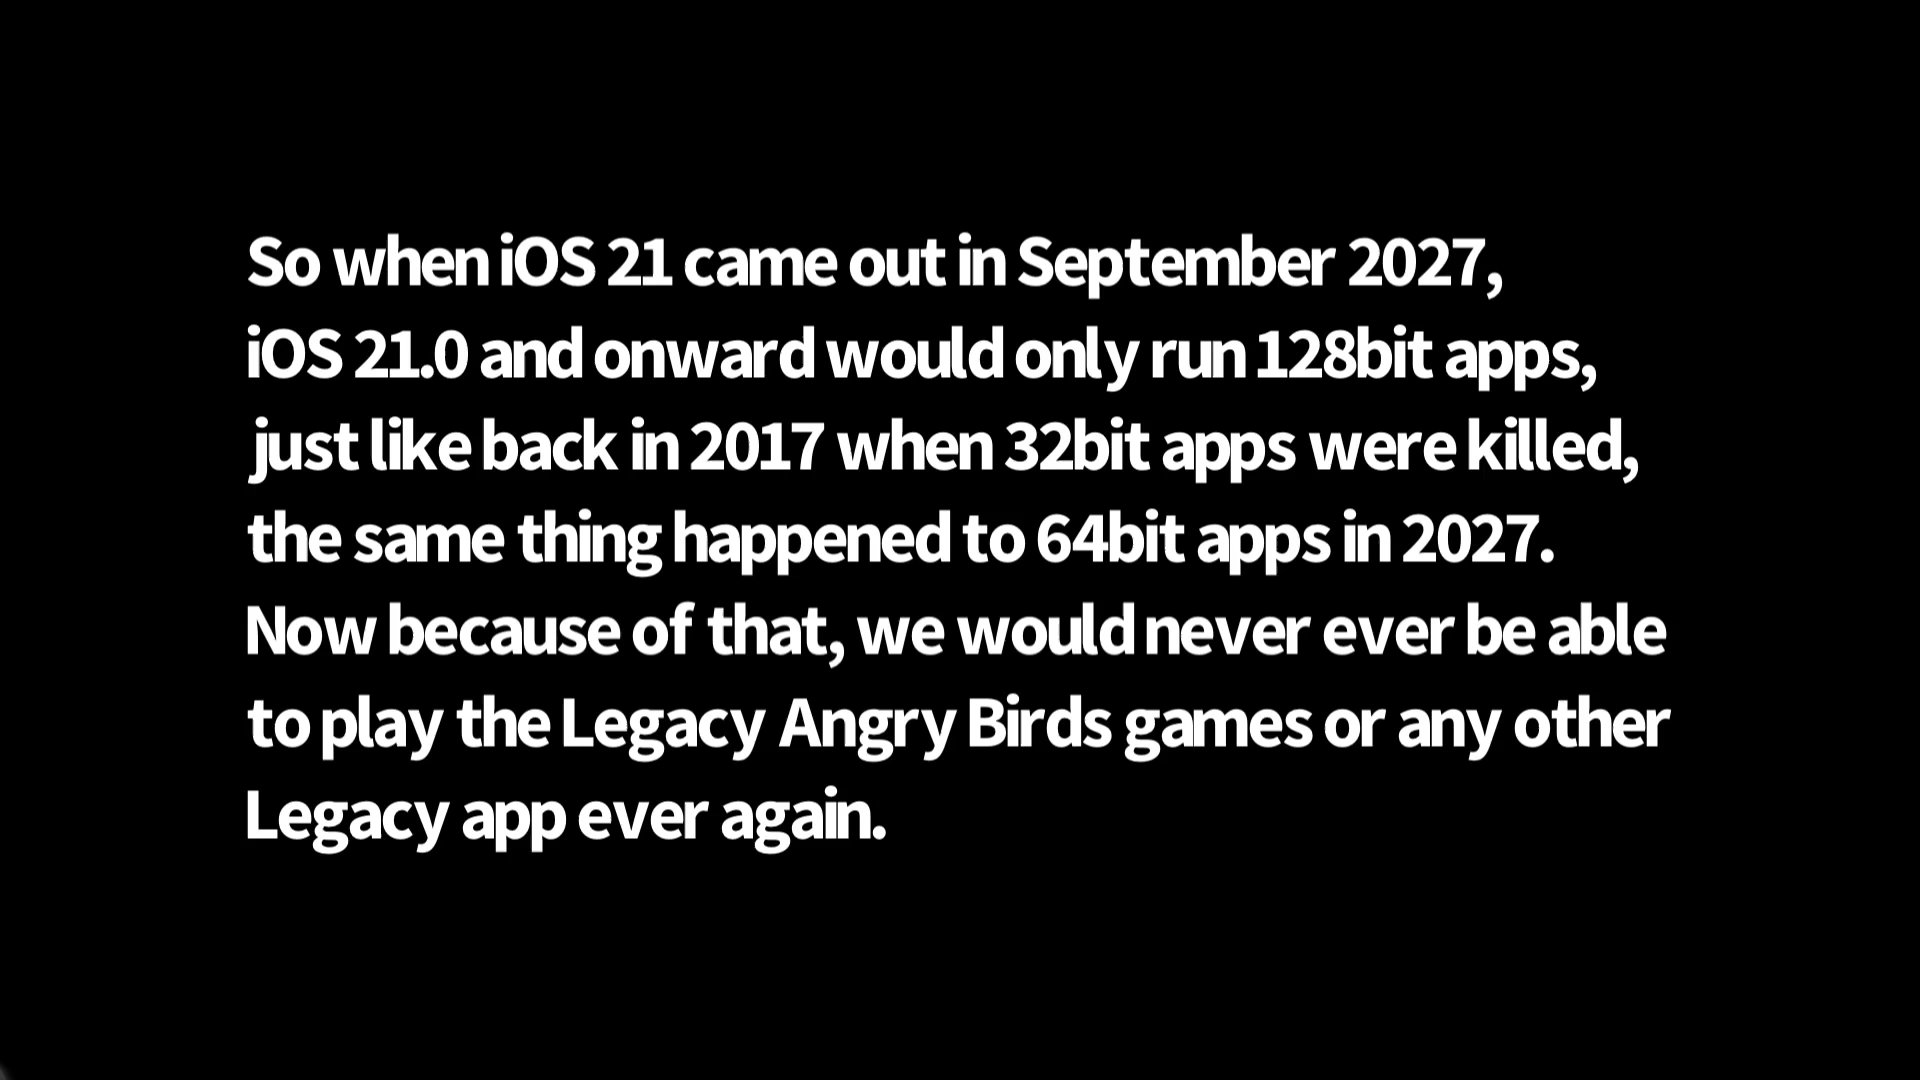 So when iOS 21 came out in September 2027,
iOS 21.0 and onward would only run 128bit apps,
just like back in 2017 when 32bit apps were killed,
the same thing happened to 64bit apps in 2027.
Now because of that, we would never ever be able
to play the Legacy Angry Birds games or any other
Legacy app ever again.